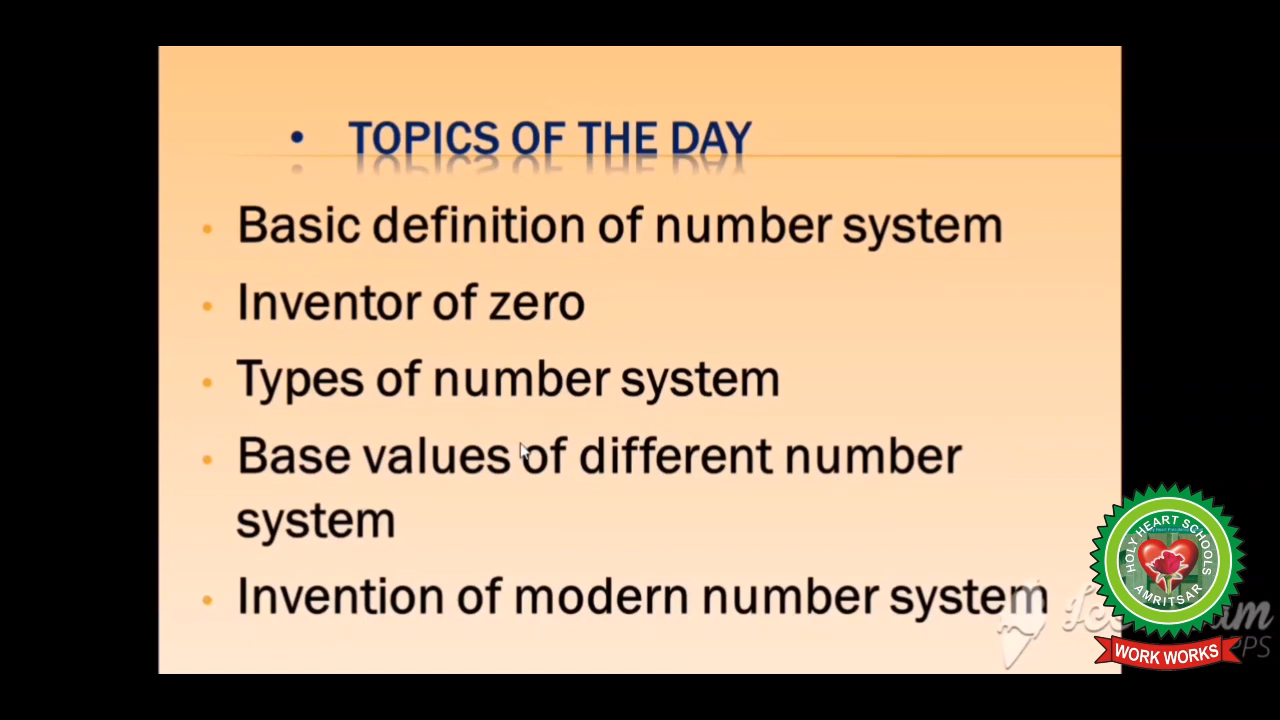 • TOPICS OF THE DAY
• Basic definition of number system
• Inventor of zero
• Types of number system
• Base values of different number
system
• Invention of modern number system
HOLY HEART SCHOOLS
AMRITSAR
WORK WORKS